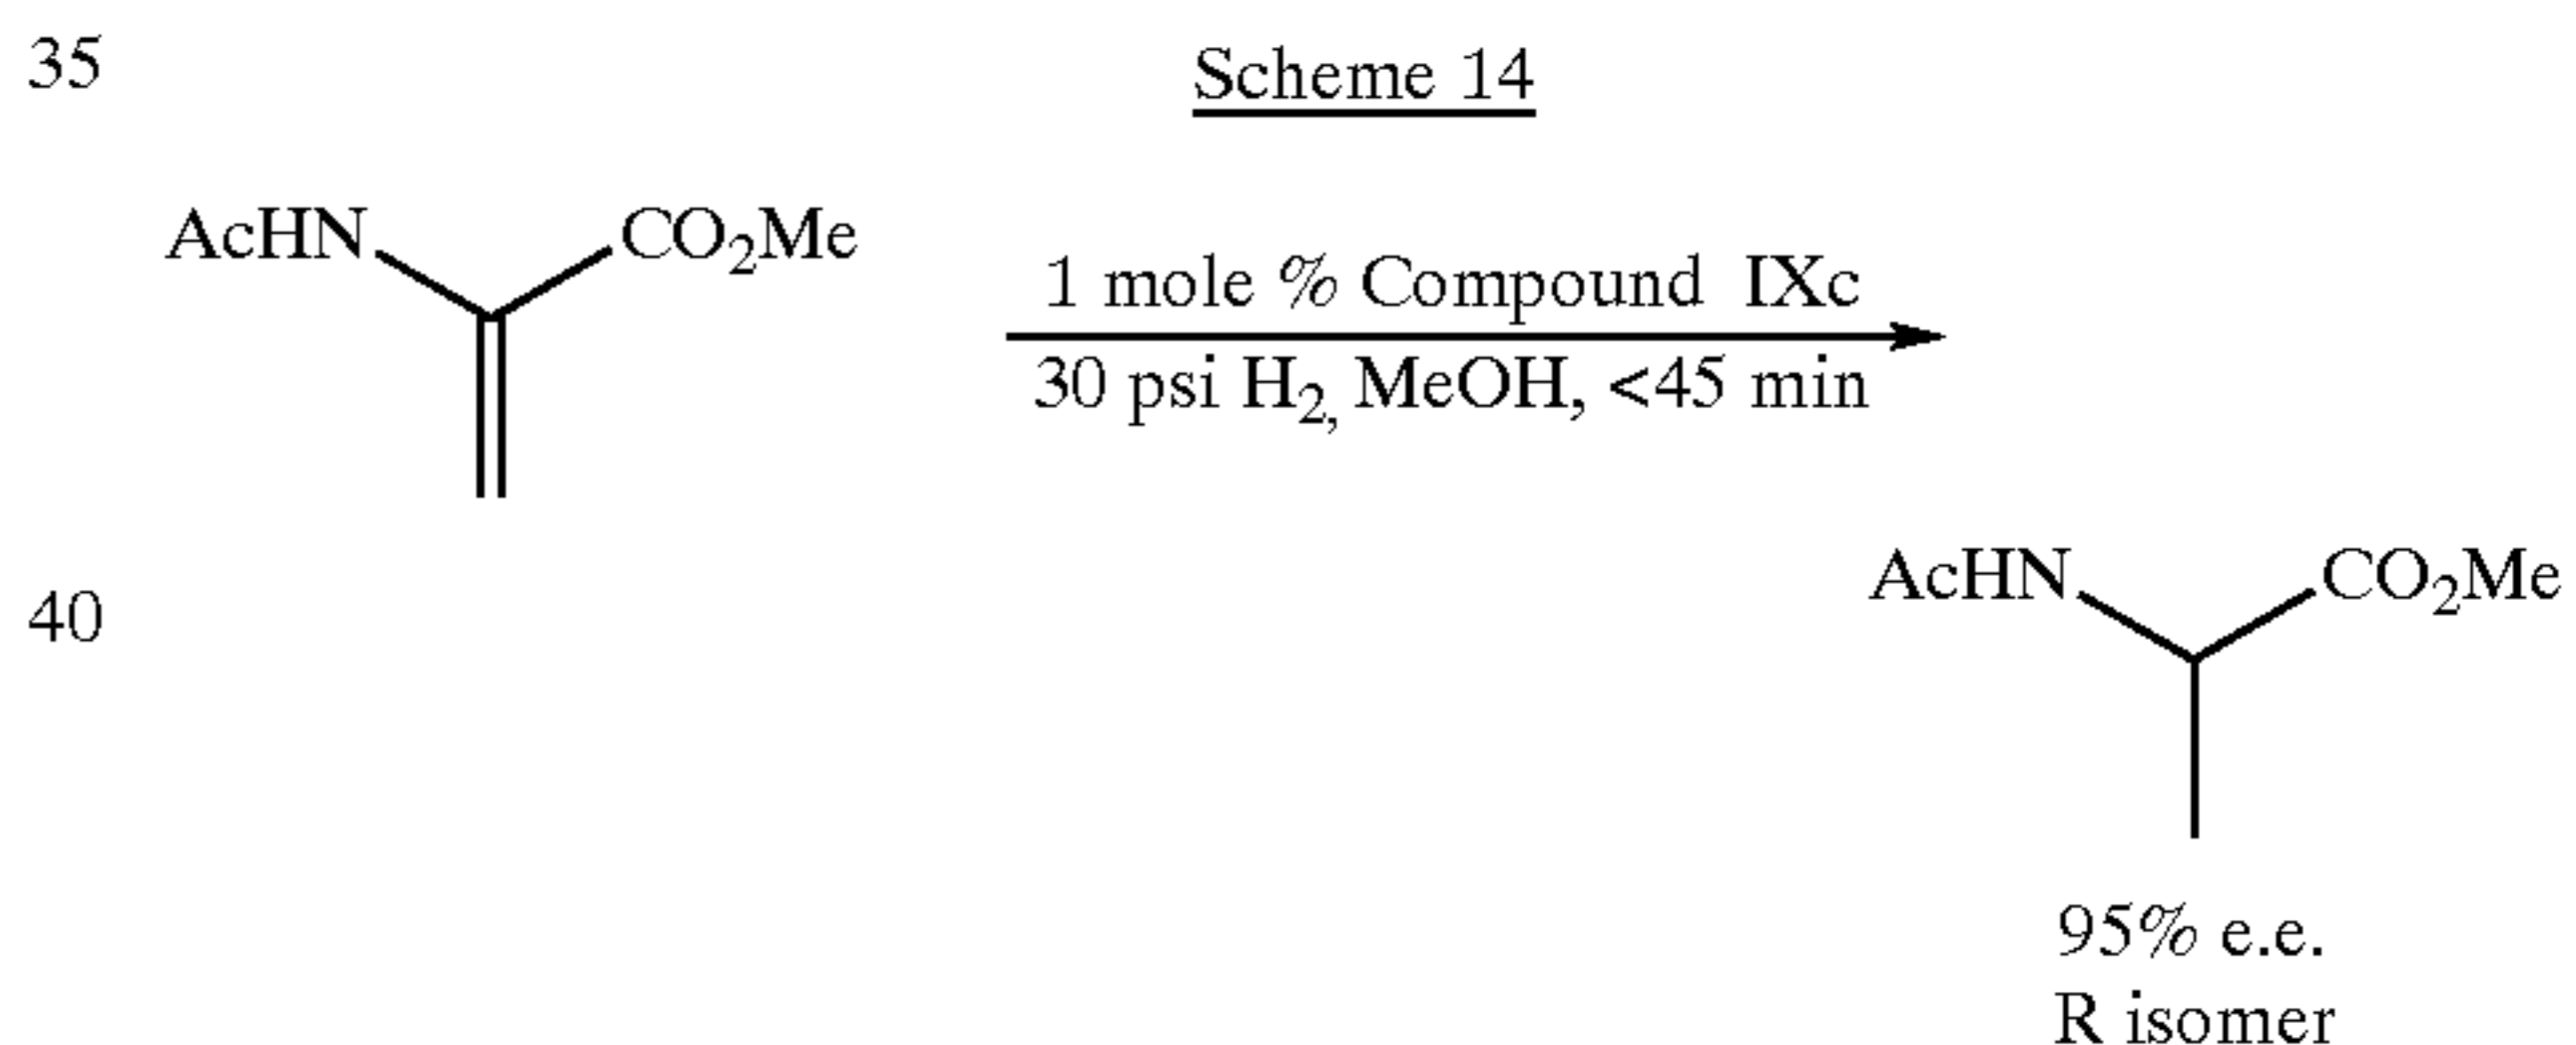 35
Scheme 14
AcHN CO2Me
1 mole % Compound IXc
30 psi H2, MeOH, <45 min
40
AcHN CO2Me
95% e.e.
R isomer